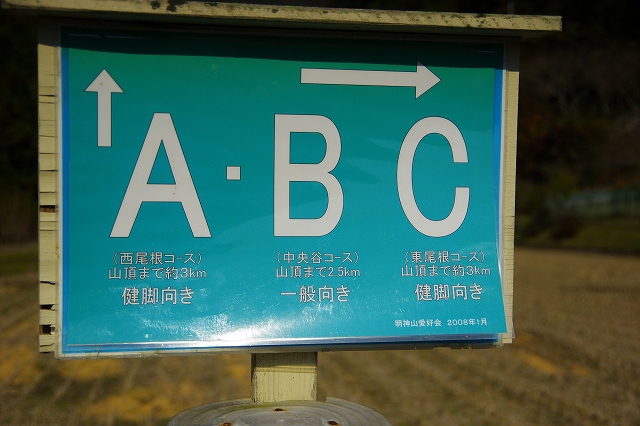 A・B C
(西尾根コース)
山頂まで約3km
健脚向き
(中央谷コース)
山頂まで2.5km
一般向き
(東尾根コース)
山頂まで約3km
健脚向き
明神山愛好会 2008年1月